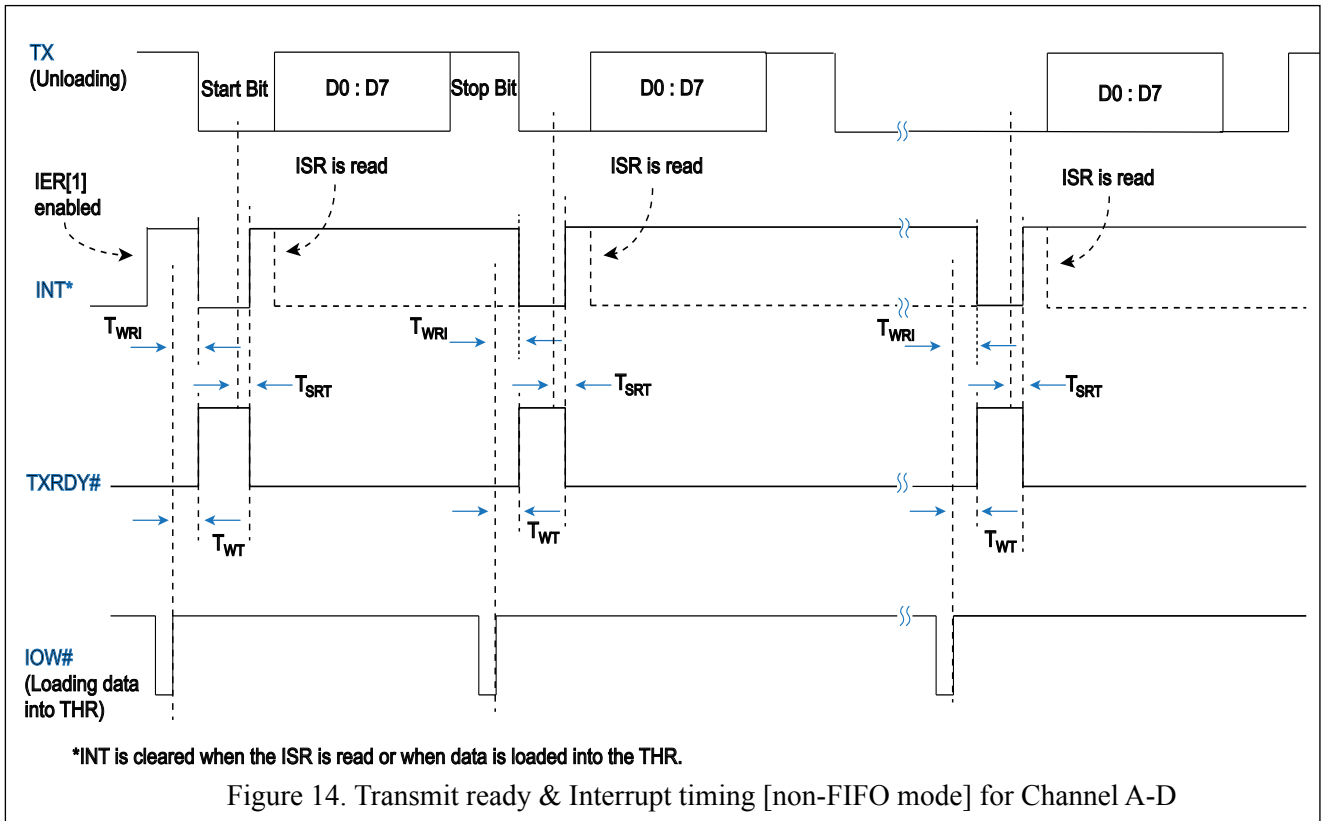 TX
(Unloading)
Start Bit
D0 : D7
Stop Bit
D0 : D7
D0 : D7
IER[1]
enabled
ISR is read
ISR is read
ISR is read
INT*
TWRI
TWRI
TWRI
TSRT
TSRT
TSRT
TXRDY#
TWT
TWT
TWT
IOW#
(Loading data
into THR)
*INT is cleared when the ISR is read or when data is loaded into the THR.
Figure 14. Transmit ready & Interrupt timing [non-FIFO mode] for Channel A-D